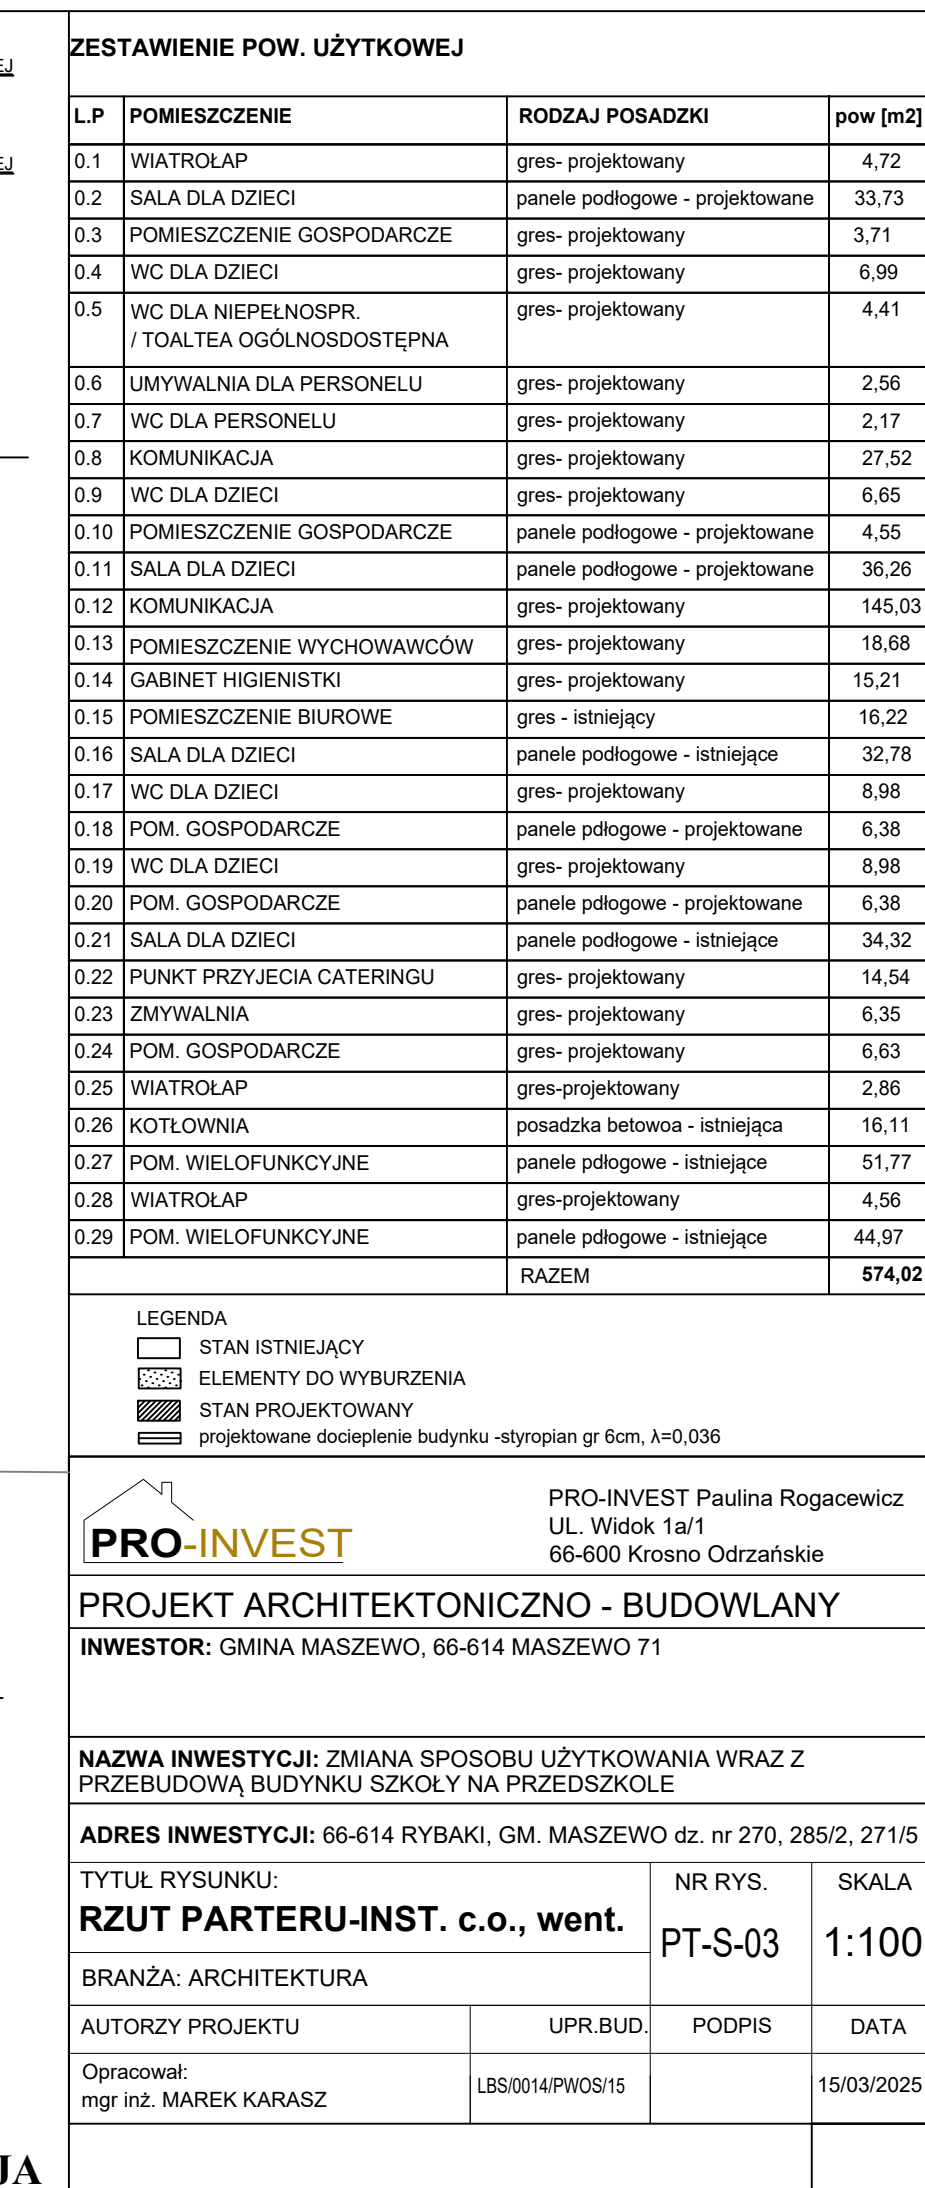 EJ
EJ
ZESTAWIENIE POW. UŻYTKOWEJ
L.P POMIESZCZENIE RODZAJ POSADZKI pow [m2]
0.1 WIATROŁAP gres- projektowany 4,72
0.2 SALA DLA DZIECI panele podłogowe - projektowane 33,73
0.3 POMIESZCZENIE GOSPODARCZE gres- projektowany 3,71
0.4 WC DLA DZIECI gres- projektowany 6,99
0.5 WC DLA NIEPEŁNOSPR. gres- projektowany 4,41
/ TOALTEA OGÓLNOSDOSTĘPNA
0.6 UMYWALNIA DLA PERSONELU gres- projektowany 2,56
0.7 WC DLA PERSONELU gres- projektowany 2,17
0.8 KOMUNIKACJA gres- projektowany 27,52
0.9 WC DLA DZIECI gres- projektowany 6,65
0.10 POMIESZCZENIE GOSPODARCZE panele podłogowe - projektowane 4,55
0.11 SALA DLA DZIECI panele podłogowe - projektowane 36,26
0.12 KOMUNIKACJA gres- projektowany 145,03
0.13 POMIESZCZENIE WYCHOWAWCÓW gres- projektowany 18,68
0.14 GABINET HIGIENISTKI gres- projektowany 15,21
0.15 POMIESZCZENIE BIUROWE gres - istniejący 16,22
0.16 SALA DLA DZIECI panele podłogowe - istniejące 32,78
0.17 WC DLA DZIECI gres- projektowany 8,98
0.18 POM. GOSPODARCZE panele pdłogowe - projektowane 6,38
0.19 WC DLA DZIECI gres- projektowany 8,98
0.20 POM. GOSPODARCZE panele pdłogowe - projektowane 6,38
0.21 SALA DLA DZIECI panele podłogowe - istniejące 34,32
0.22 PUNKT PRZYJECIA CATERINGU gres- projektowany 14,54
0.23 ZMYWALNIA gres- projektowany 6,35
0.24 POM. GOSPODARCZE gres- projektowany 6,63
0.25 WIATROŁAP gres-projektowany 2,86
0.26 KOTŁOWNIA posadzka betowoa - istniejąca 16,11
0.27 POM. WIELOFUNKCYJNE panele pdłogowe - istniejące 51,77
0.28 WIATROŁAP gres-projektowany 4,56
0.29 POM. WIELOFUNKCYJNE panele pdłogowe - istniejące 44,97
RAZEM 574,02
LEGENDA
STAN ISTNIEJĄCY
ELEMENTY DO WYBURZENIA
STAN PROJEKTOWANY
projektowane docieplenie budynku -styropian gr 6cm, λ=0,036
PRO-INVEST
PRO-INVEST Paulina Rogacewicz
UL. Widok 1a/1
66-600 Krosno Odrzańskie
PROJEKT ARCHITEKTONICZNO - BUDOWLANY
INWESTOR: GMINA MASZEWO, 66-614 MASZEWO 71
NAZWA INWESTYCJI: ZMIANA SPOSOBU UŻYTKOWANIA WRAZ Z
PRZEBUDOWĄ BUDYNKU SZKOŁY NA PRZEDSZKOLE
ADRES INWESTYCJI: 66-614 RYBAKI, GM. MASZEWO dz. nr 270, 285/2, 271/5
TYTUŁ RYSUNKU: NR RYS. SKALA
RZUT PARTERU-INST. c.o., went. PT-S-03 1:100
BRANŻA: ARCHITEKTURA
AUTORZY PROJEKTU UPR.BUD. PODPIS DATA
Opracował:
mgr inż. MAREK KARASZ LBS/0014/PWOS/15 15/03/2025
JA